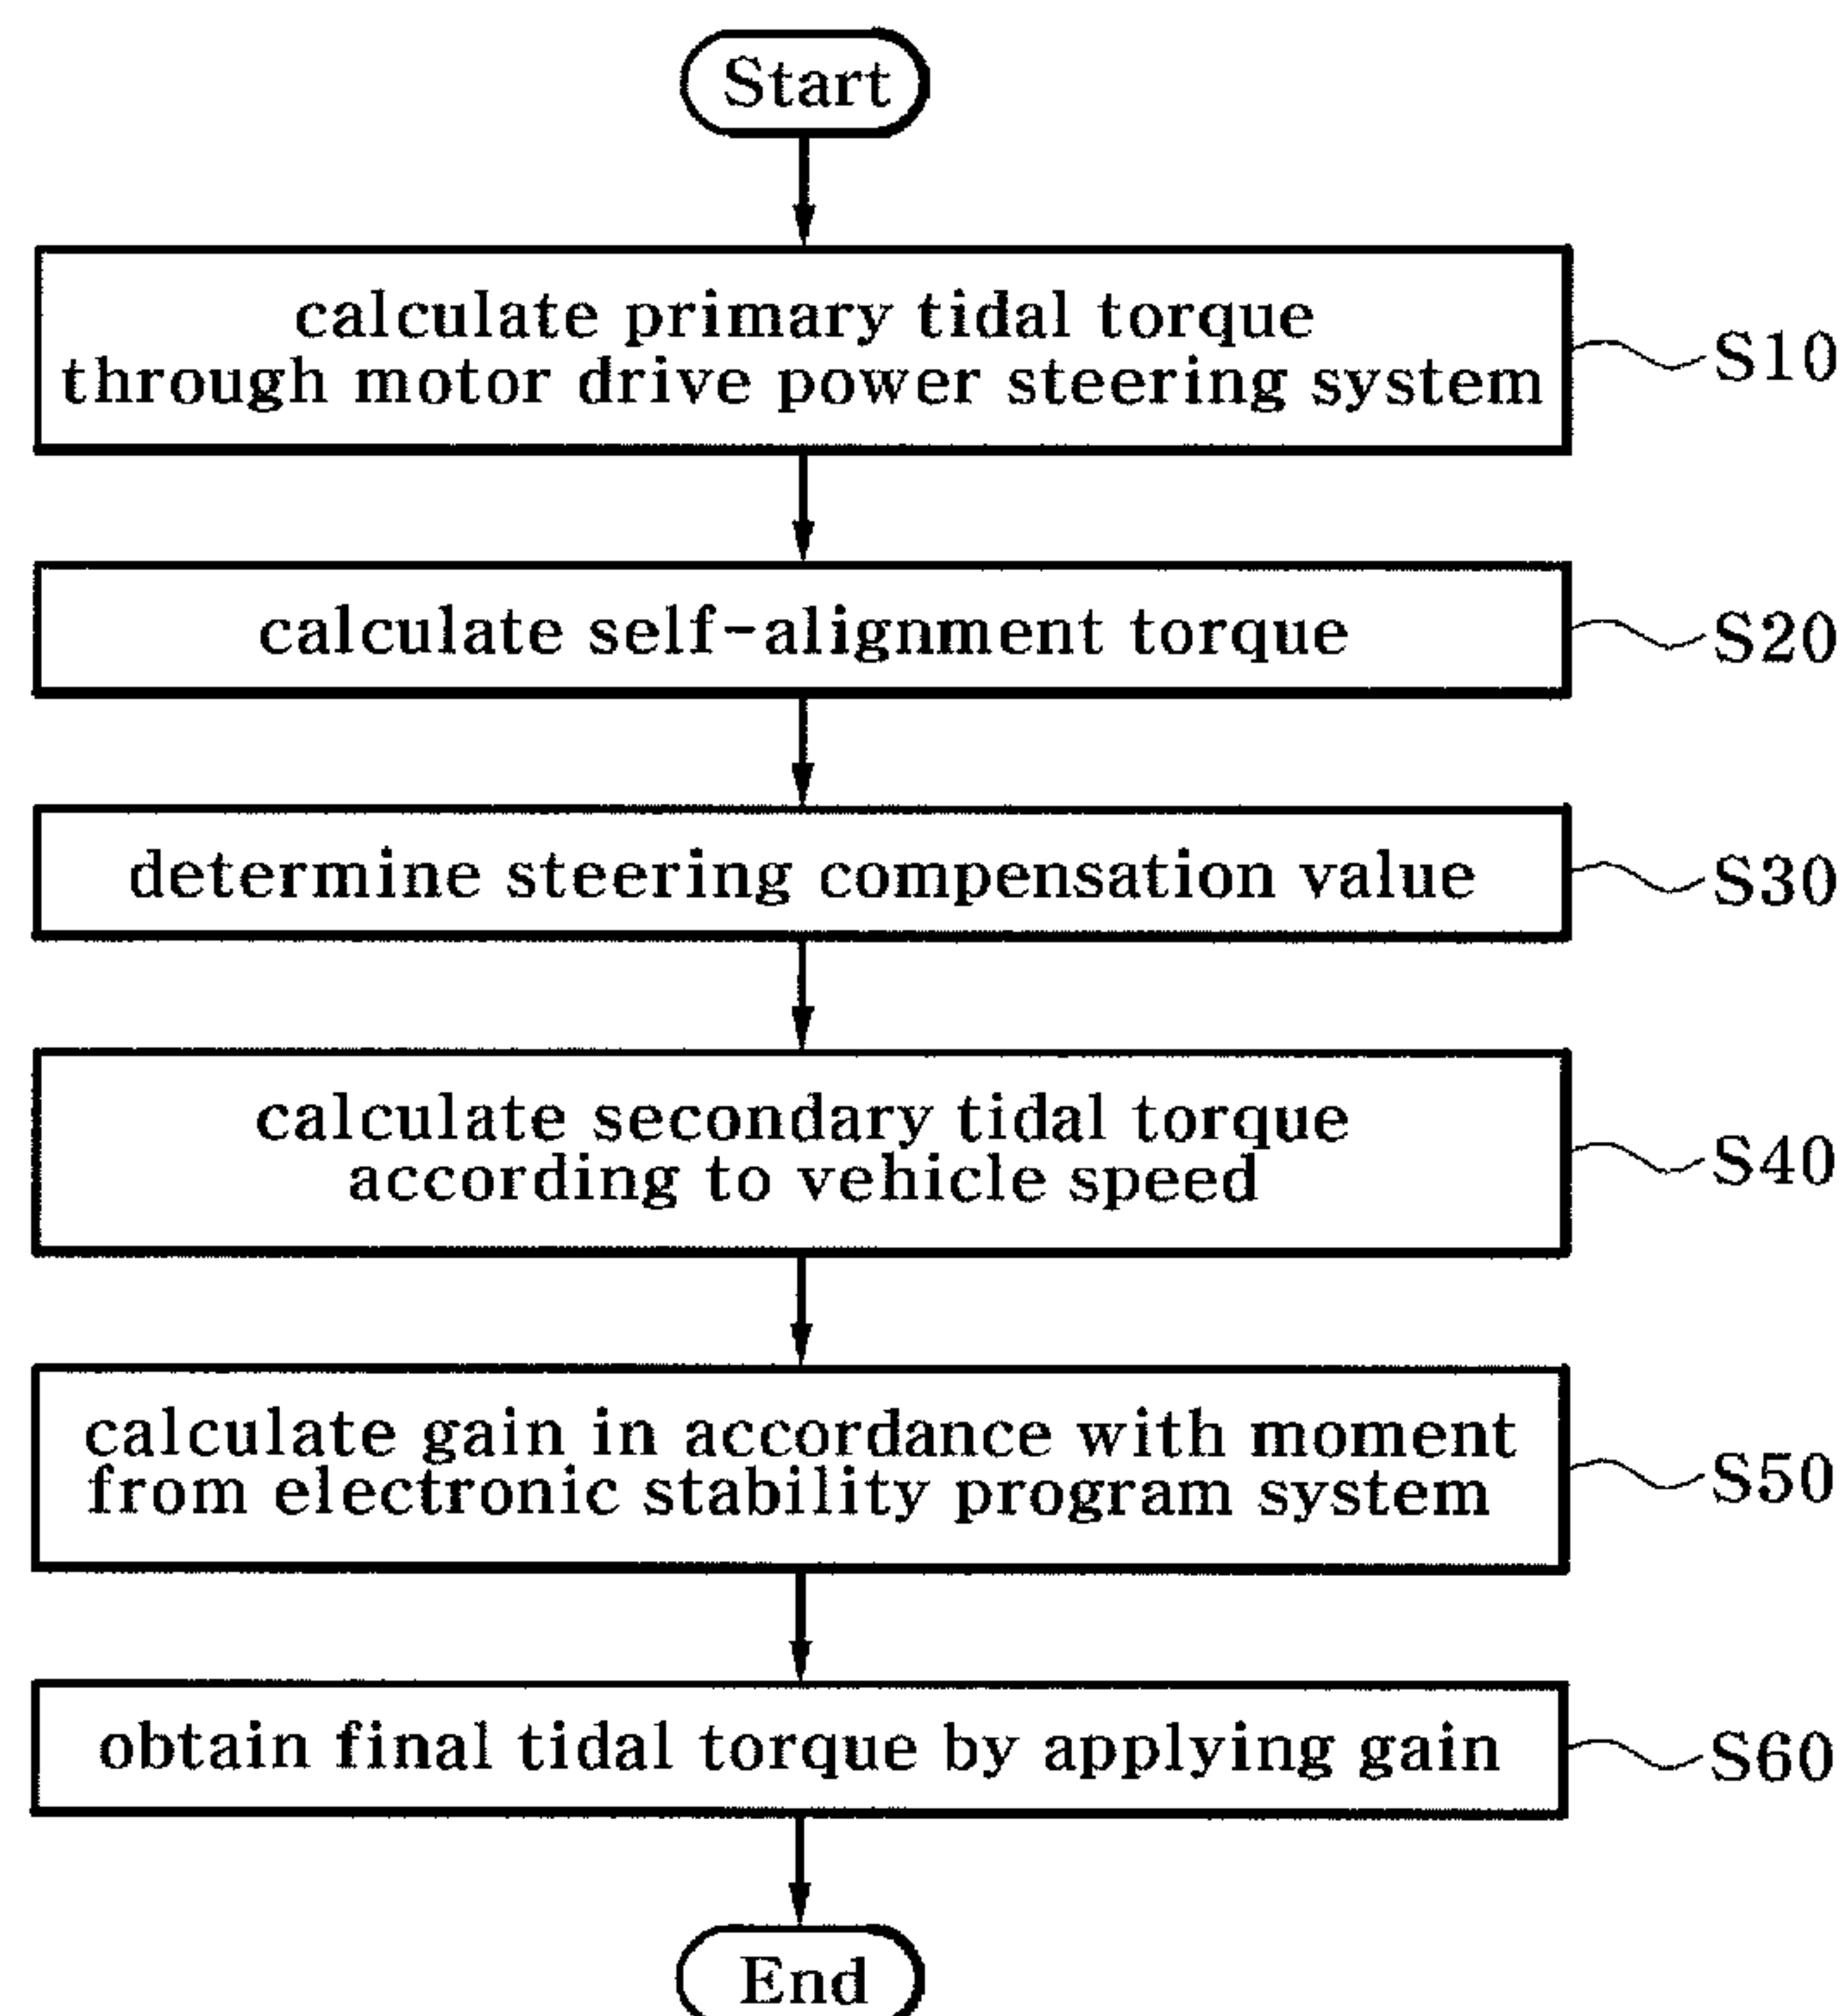 Start
calculate primary tidal torque
through motor drive power steering system
S10
calculate self-alignment torque
S20
determine steering compensation value
S30
calculate secondary tidal torque
according to vehicle speed
S40
calculate gain in accordance with moment
from electronic stability program system
S50
obtain final tidal torque by applying gain
S60
End